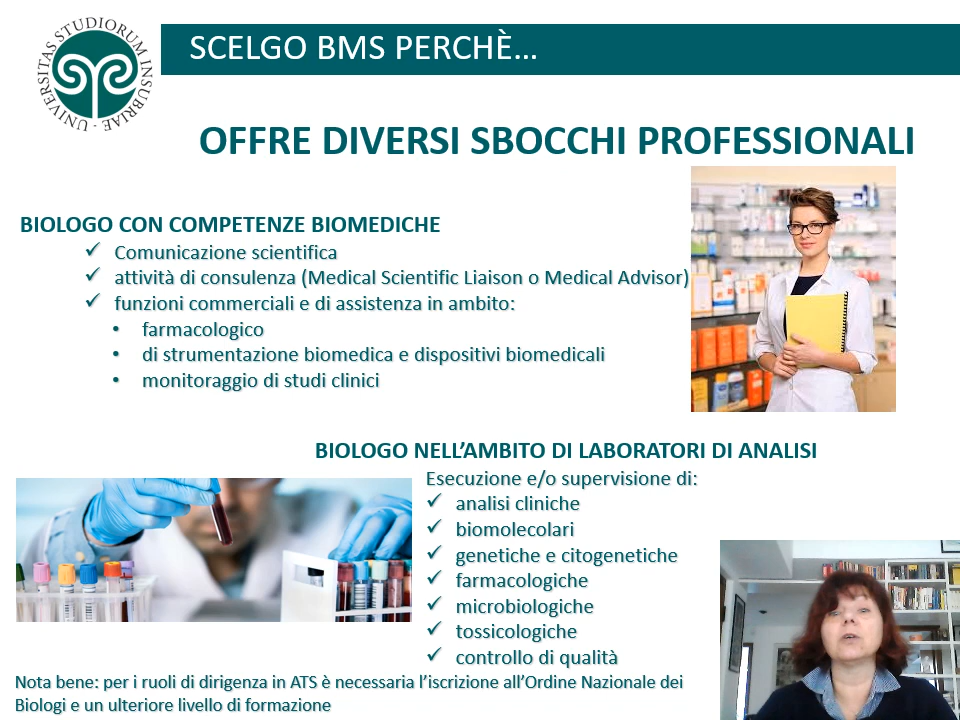 UNIVERSITAS STUDIORUM INSUBRIAE
SCELGO BMS PERCHÈ...
OFFRE DIVERSI SBOCCHI PROFESSIONALI
BIOLOGO CON COMPETENZE BIOMEDICHE
✓ Comunicazione scientifica
✓ attività di consulenza (Medical Scientific Liaison o Medical Advisor)
✓ funzioni commerciali e di assistenza in ambito:
• farmacologico
• di strumentazione biomedica e dispositivi biomedicali
• monitoraggio di studi clinici
BIOLOGO NELL'AMBITO DI LABORATORI DI ANALISI
Esecuzione e/o supervisione di:
✓ analisi cliniche
✓ biomolecolari
✓ genetiche e citogenetiche
✓ farmacologiche
✓ microbiologiche
✓ tossicologiche
✓ controllo di qualità
Nota bene: per i ruoli di dirigenza in ATS è necessaria l'iscrizione all'Ordine Nazionale dei
Biologi e un ulteriore livello di formazione